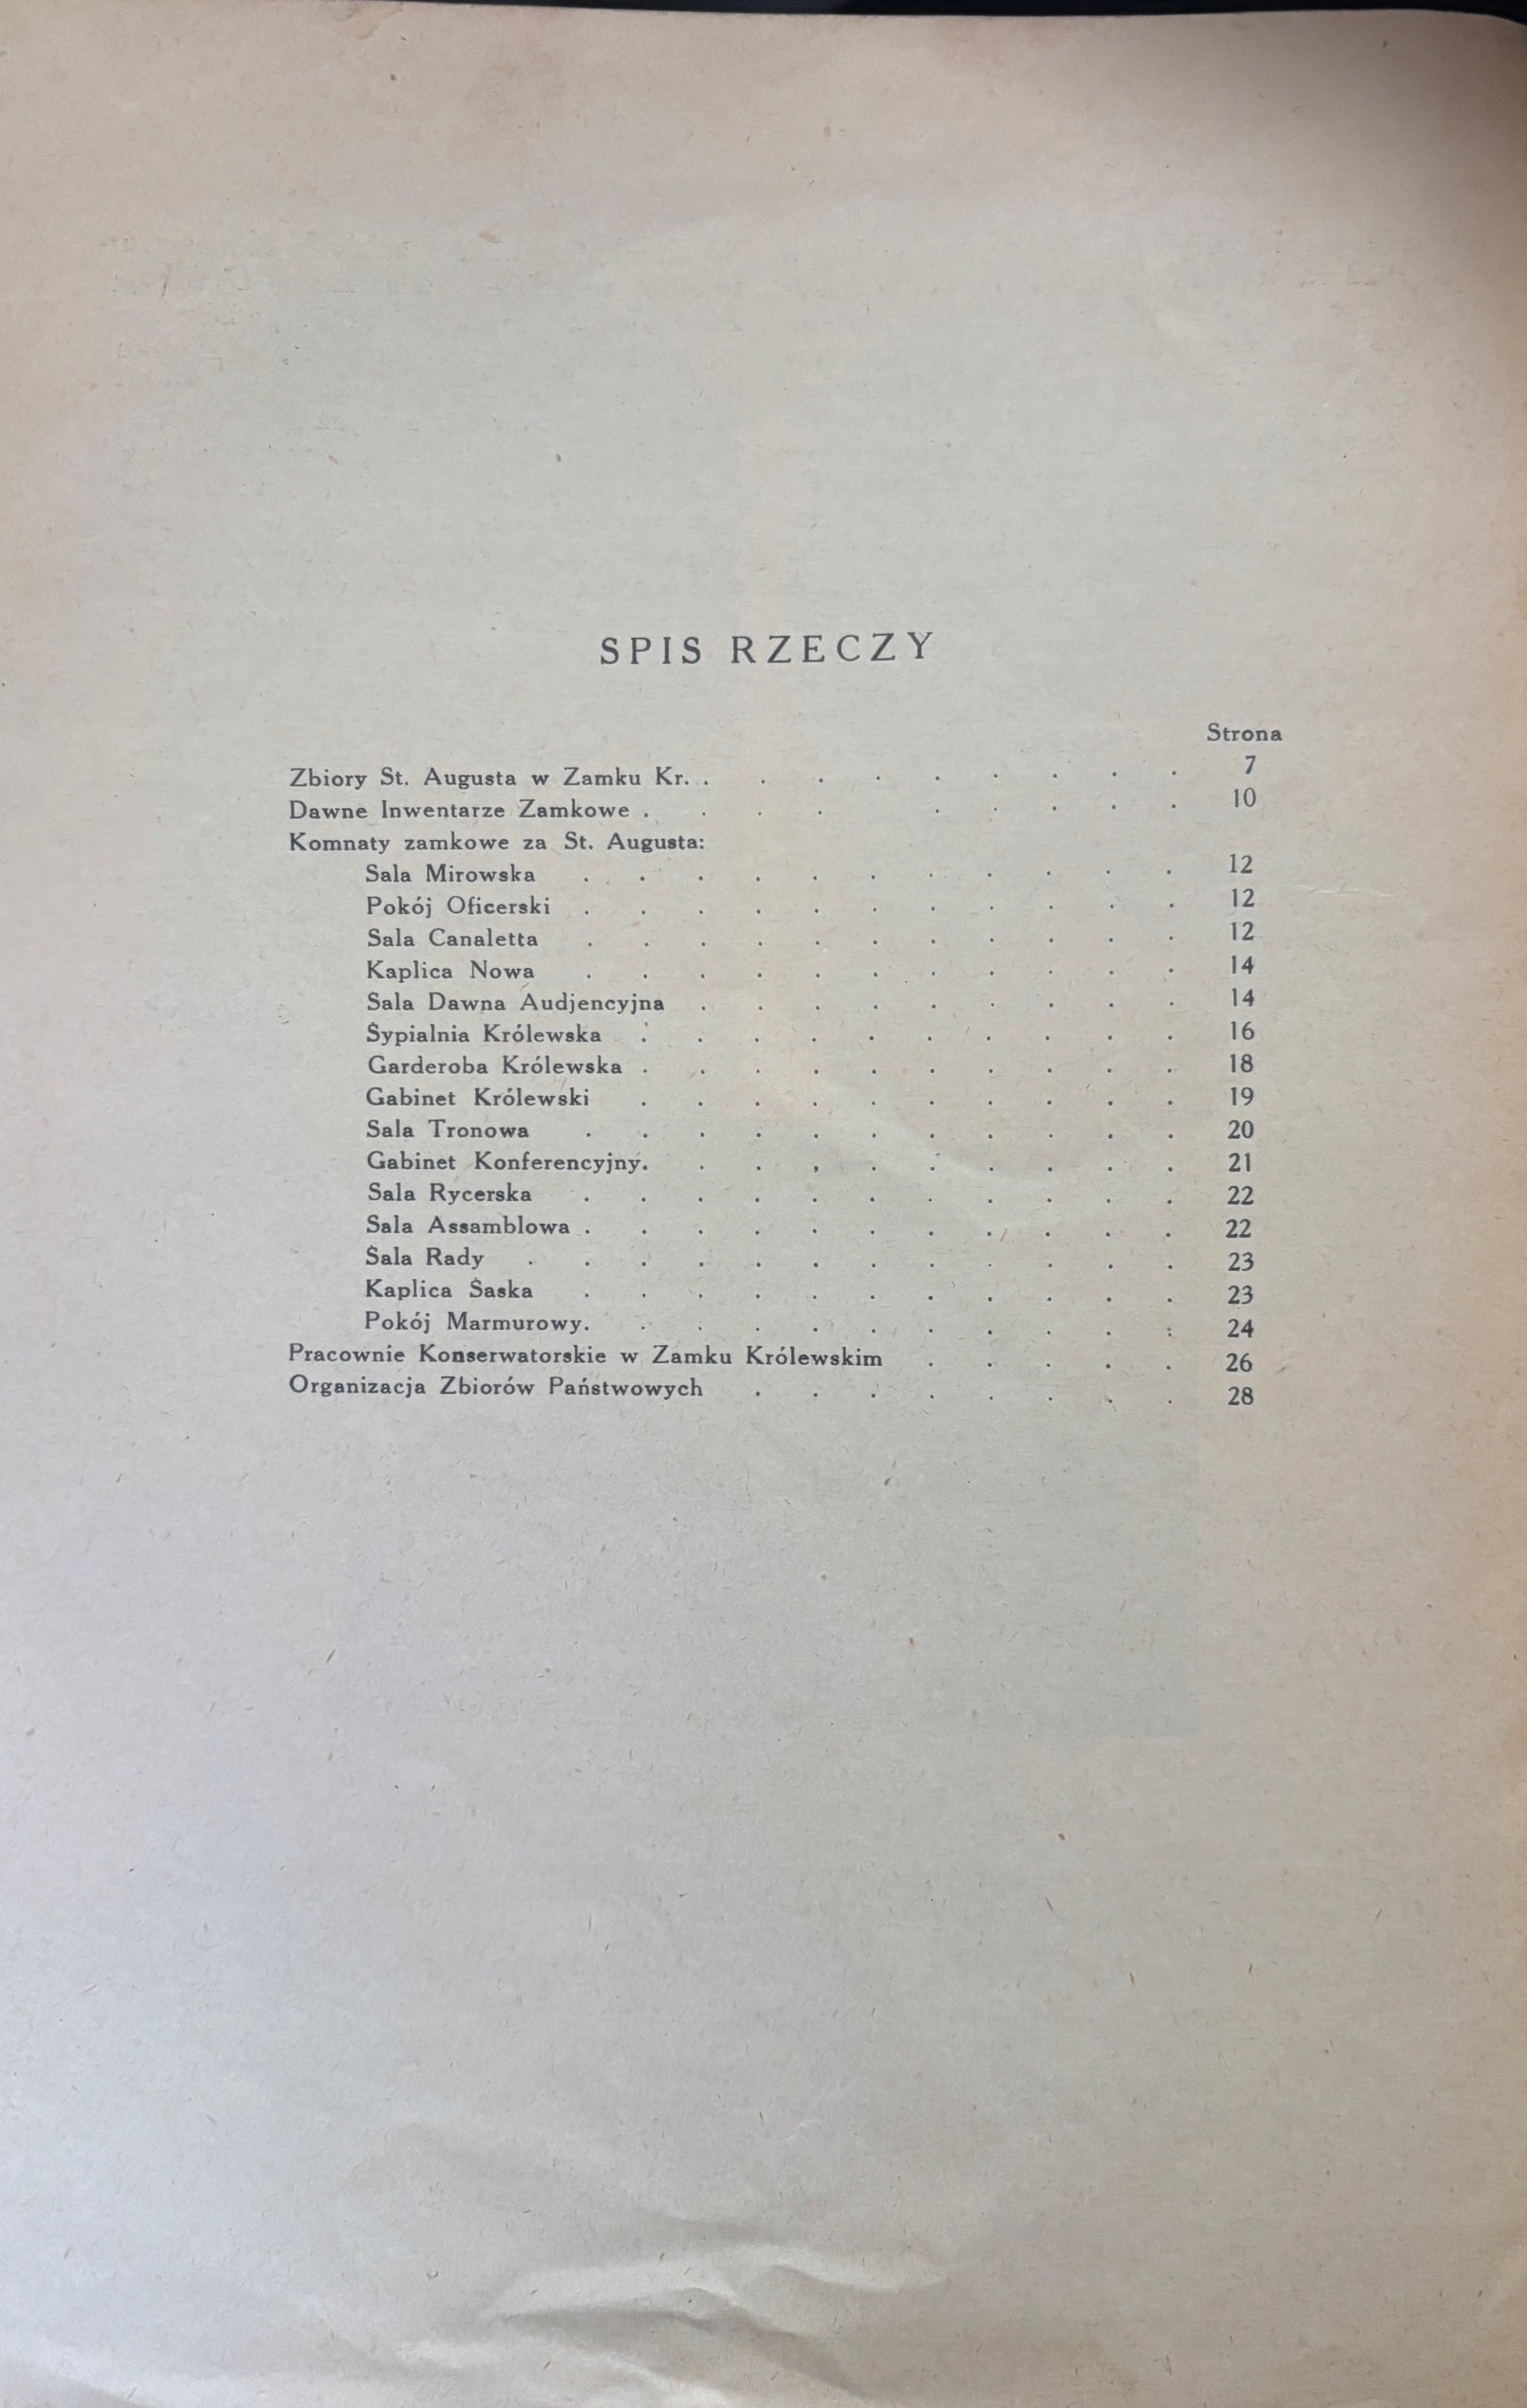 SPIS RZECZY
Strona
Zbiory St. Augusta w Zamku Kr. . . . . . . . . . 7
Dawne Inwentarze Zamkowe . . . . . . . . . 10
Komnaty zamkowe za St. Augusta:
Sala Mirowska . . . . . . . . . . . 12
Pokój Oficerski . . . . . . . . . . . 12
Sala Canaletta . . . . . . . . . . . 12
Kaplica Nowa . . . . . . . . . . . 14
Sala Dawna Audjencyjna . . . . . . . . . 14
Sypialnia Królewska . . . . . . . . . . 16
Garderoba Królewska . . . . . . . . . . 18
Gabinet Królewski . . . . . . . . . . 19
Sala Tronowa . . . . . . . . . . . 20
Gabinet Konferencyjny. . . . . . . . . . 21
Sala Rycerska . . . . . . . . . . . 22
Sala Assamblowa . . . . . . . . . . . 22
Sala Rady . . . . . . . . . . . . 23
Kaplica Saska . . . . . . . . . . . 23
Pokój Marmurowy. . . . . . . . . . . 24
Pracownie Konserwatorskie w Zamku Królewskim . . . . . 26
Organizacja Zbiorów Państwowych . . . . . . . . 28